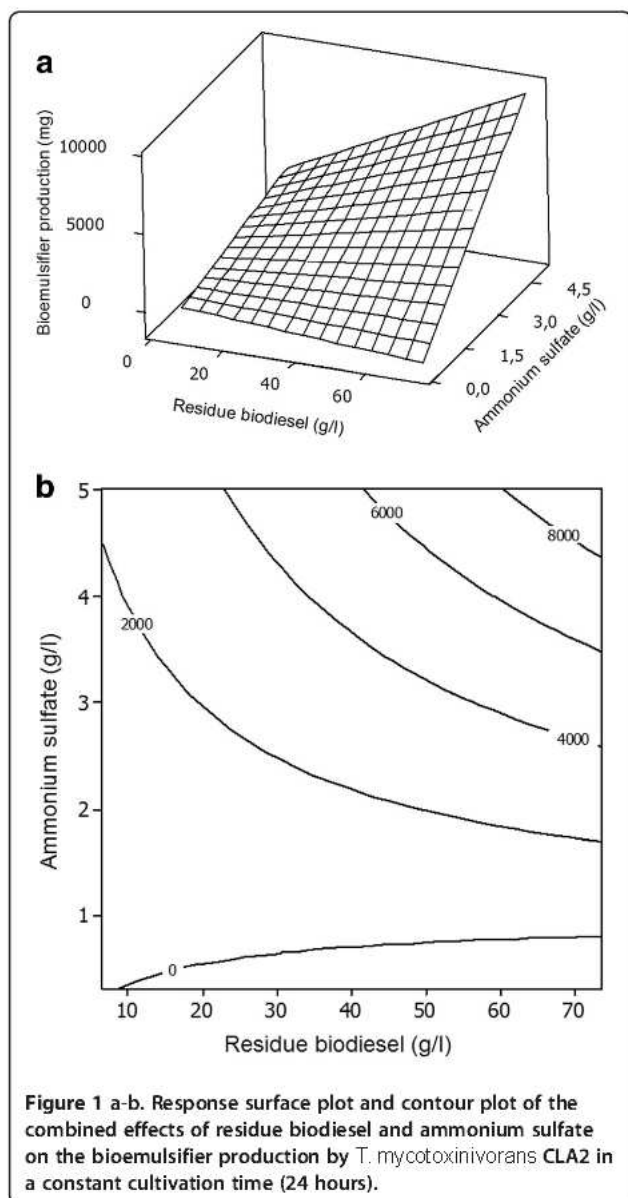 a
Bioemulsifier production (mg)
10000
5000
0
0
20
40
60
Residue biodiesel (g/l)
0,0
1,5
3,0
4,5
Ammonium sulfate (g/l)
b
5
4
3
2
1
Ammonium sulfate (g/l)
6000
8000
2000
4000
0
10 20 30 40 50 60 70
Residue biodiesel (g/l)
Figure 1 a-b. Response surface plot and contour plot of the
combined effects of residue biodiesel and ammonium sulfate
on the bioemulsifier production by T. mycotoxinivorans CLA2 in
a constant cultivation time (24 hours).